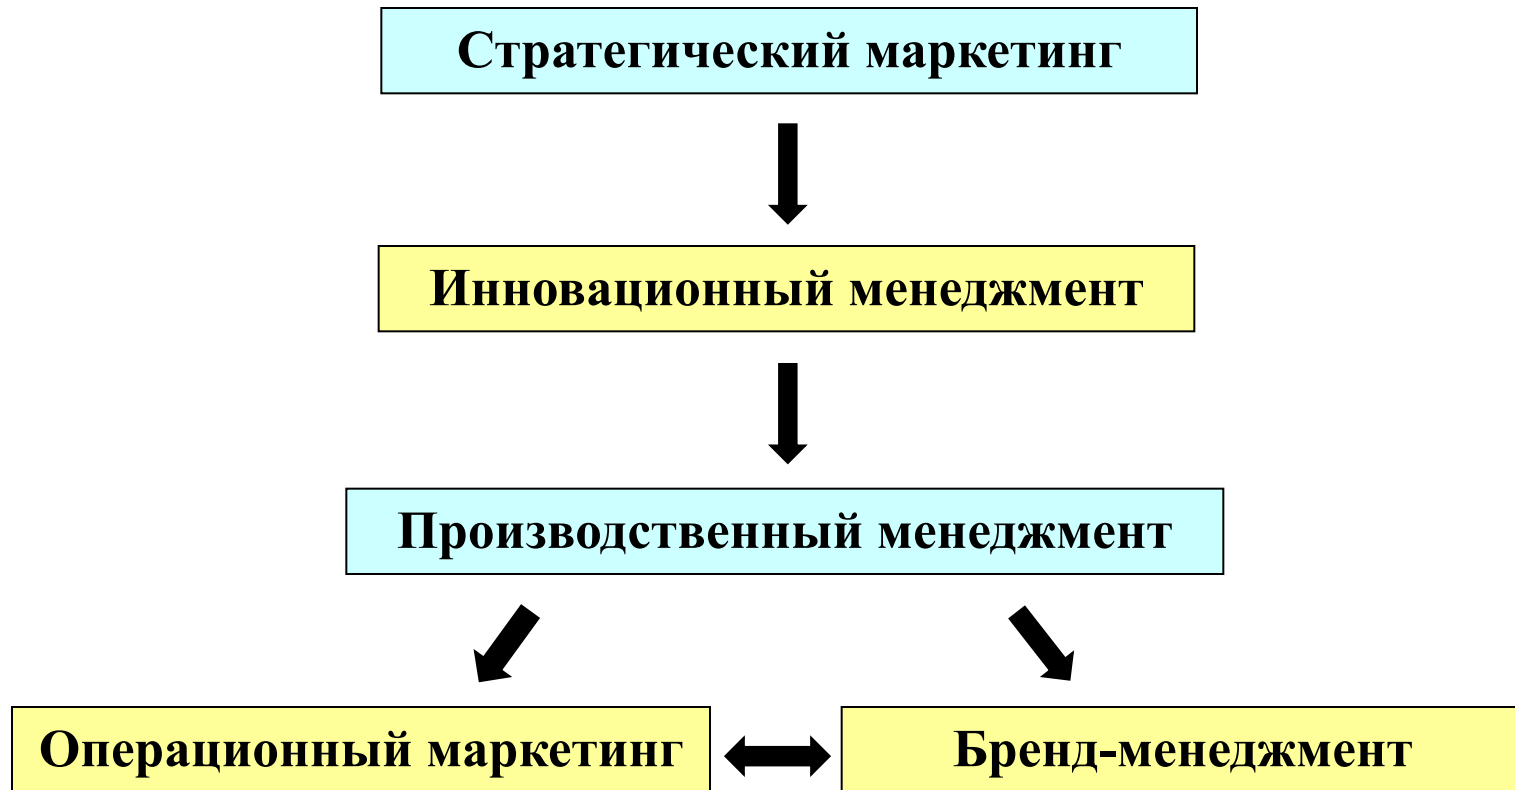 Стратегический маркетинг
Инновационный менеджмент
Производственный менеджмент
Операционный маркетинг
Бренд-менеджмент